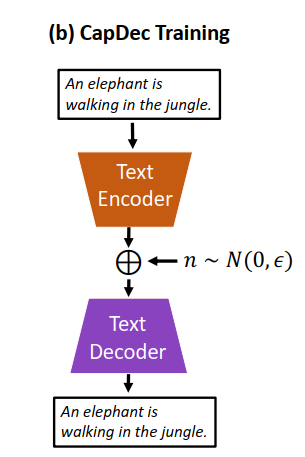 (b) CapDec Training
An elephant is
walking in the jungle.
Text
Encoder
⊕ n ~ N(0, ϵ)
Text
Decoder
An elephant is
walking in the jungle.